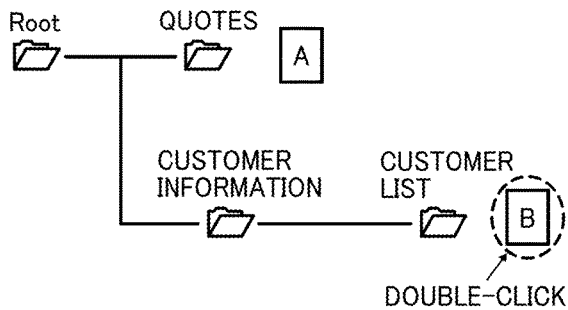 Root
QUOTES
A
CUSTOMER
INFORMATION
CUSTOMER
LIST
B
DOUBLE-CLICK